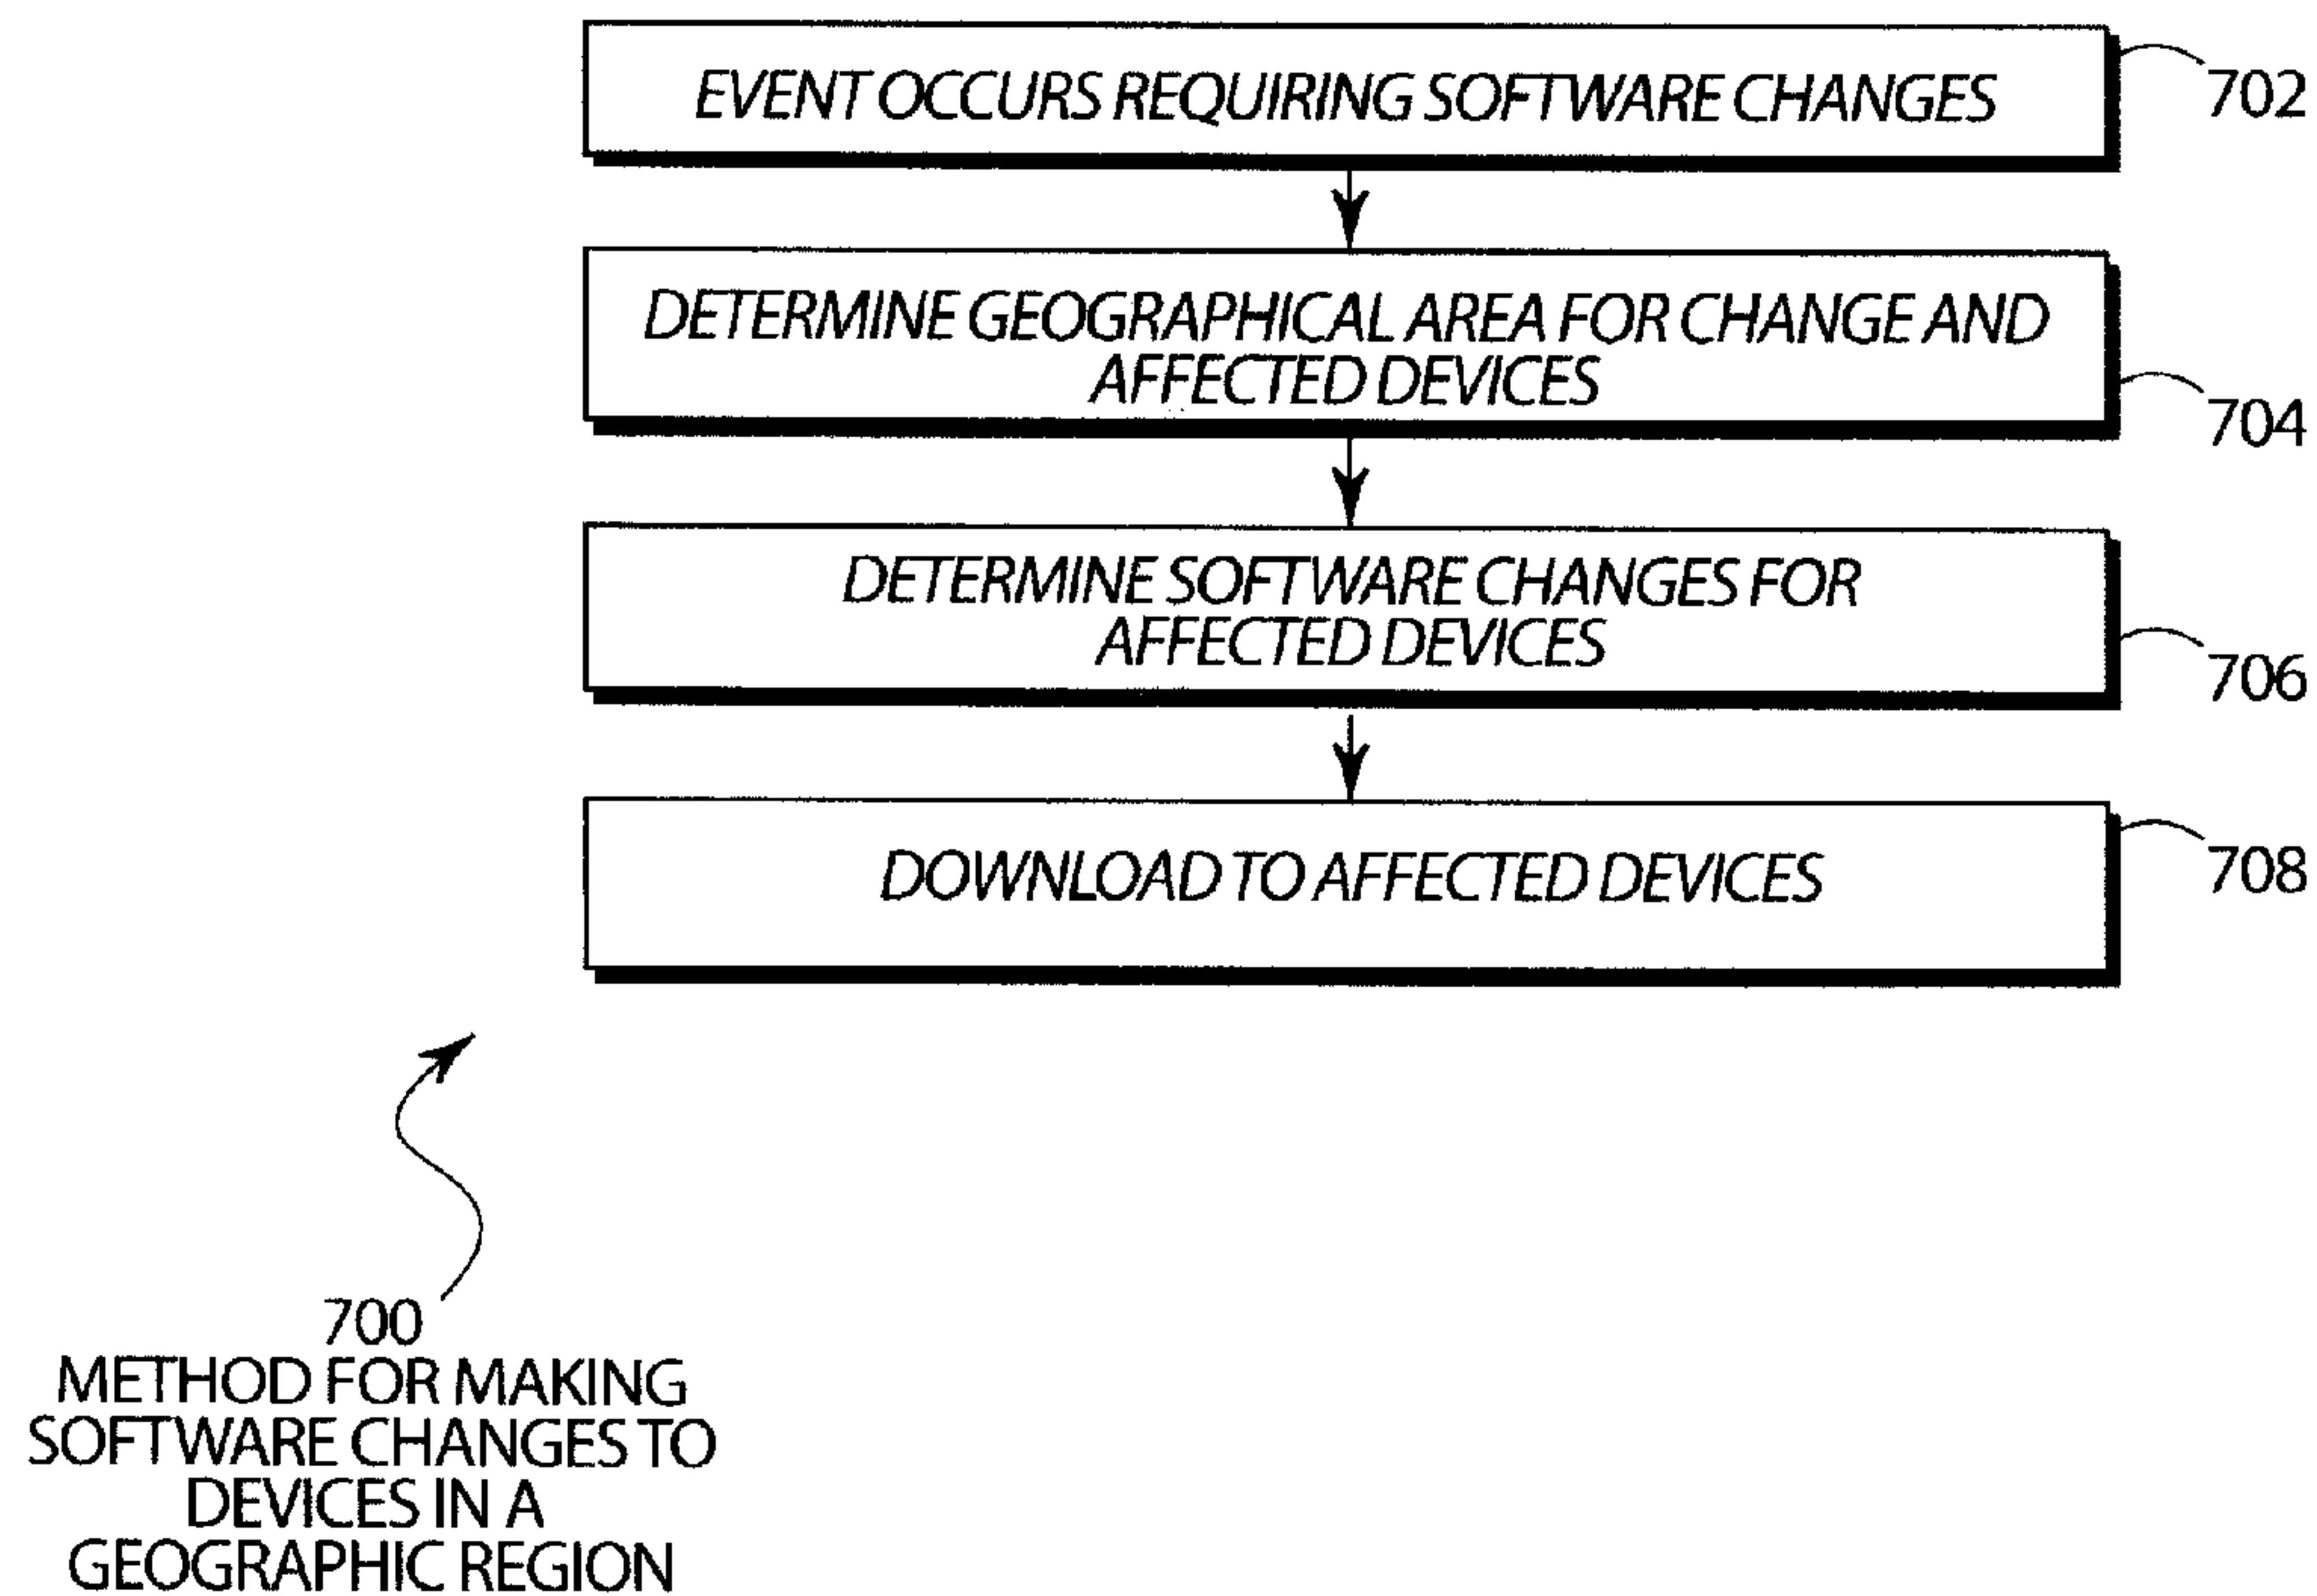 EVENT OCCURS REQUIRING SOFTWARE CHANGES
702
DETERMINE GEOGRAPHICAL AREA FOR CHANGE AND
AFFECTED DEVICES
704
DETERMINE SOFTWARE CHANGES FOR
AFFECTED DEVICES
706
DOWNLOAD TO AFFECTED DEVICES
708
700
METHOD FOR MAKING
SOFTWARE CHANGES TO
DEVICES IN A
GEOGRAPHIC REGION